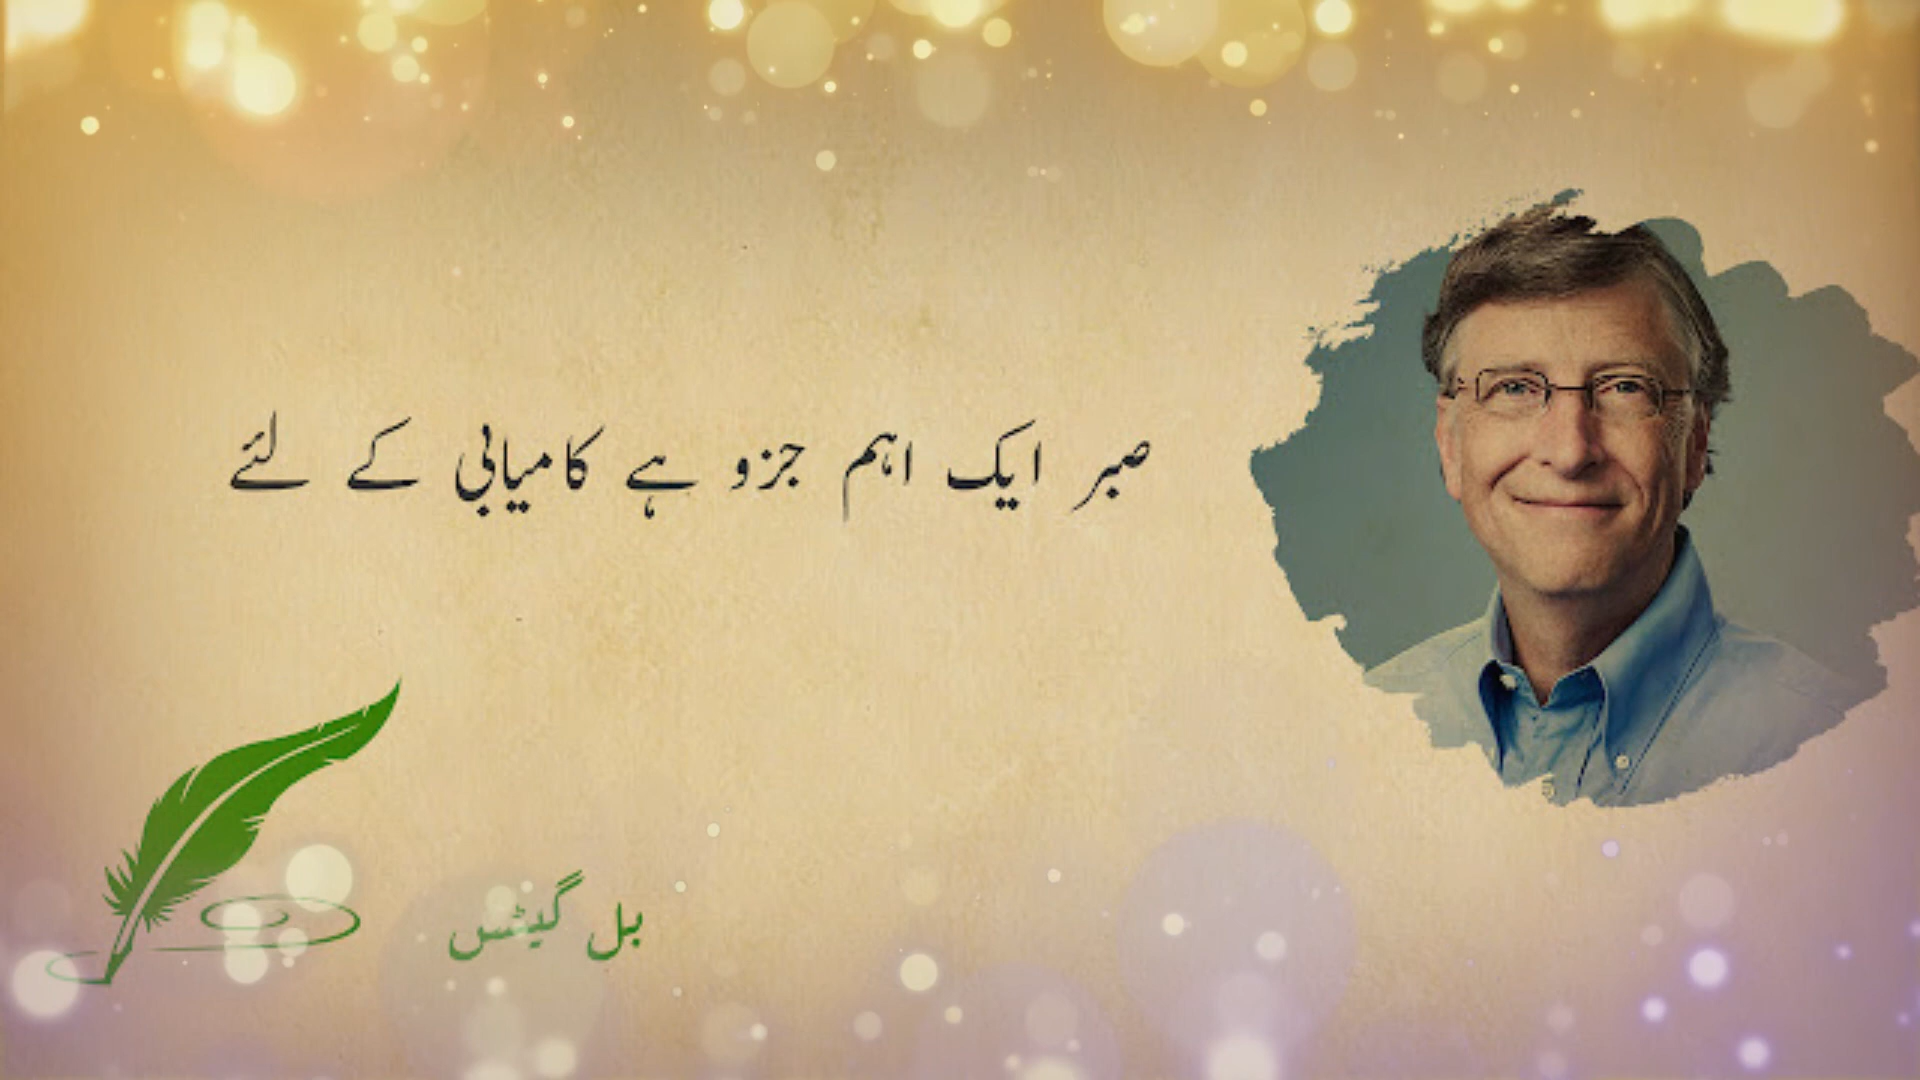 صبر ایک اہم جزو ہے کامیابی کے لئے
بل گیٹس